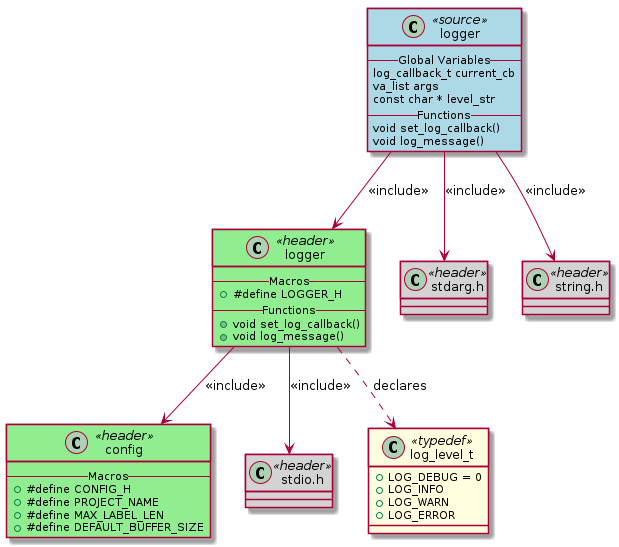 C «source»
logger
Global Variables
log_callback_t current_cb
va_list args
const char * level_str
Functions
void set_log_callback()
void log_message()
«include»
«include»
«include»
C «header»
logger
Macros
#define LOGGER_H
Functions
void set_log_callback()
void log_message()
C «header»
stdarg.h
C «header»
string.h
«include»
«include»
declares
C «header»
config
Macros
#define CONFIG_H
#define PROJECT_NAME
#define MAX_LABEL_LEN
#define DEFAULT_BUFFER_SIZE
C «header»
stdio.h
C «typedef»
log_level_t
LOG_DEBUG = 0
LOG_INFO
LOG_WARN
LOG_ERROR